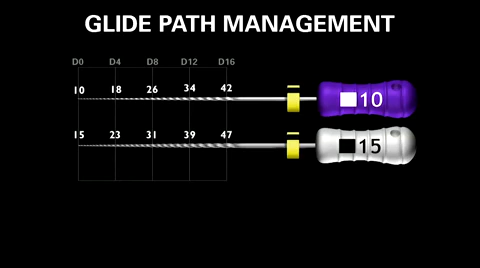 GLIDE PATH MANAGEMENT
D0 D4 D8 D12 D16
10 18 26 34 42
10
15 23 31 39 47
15